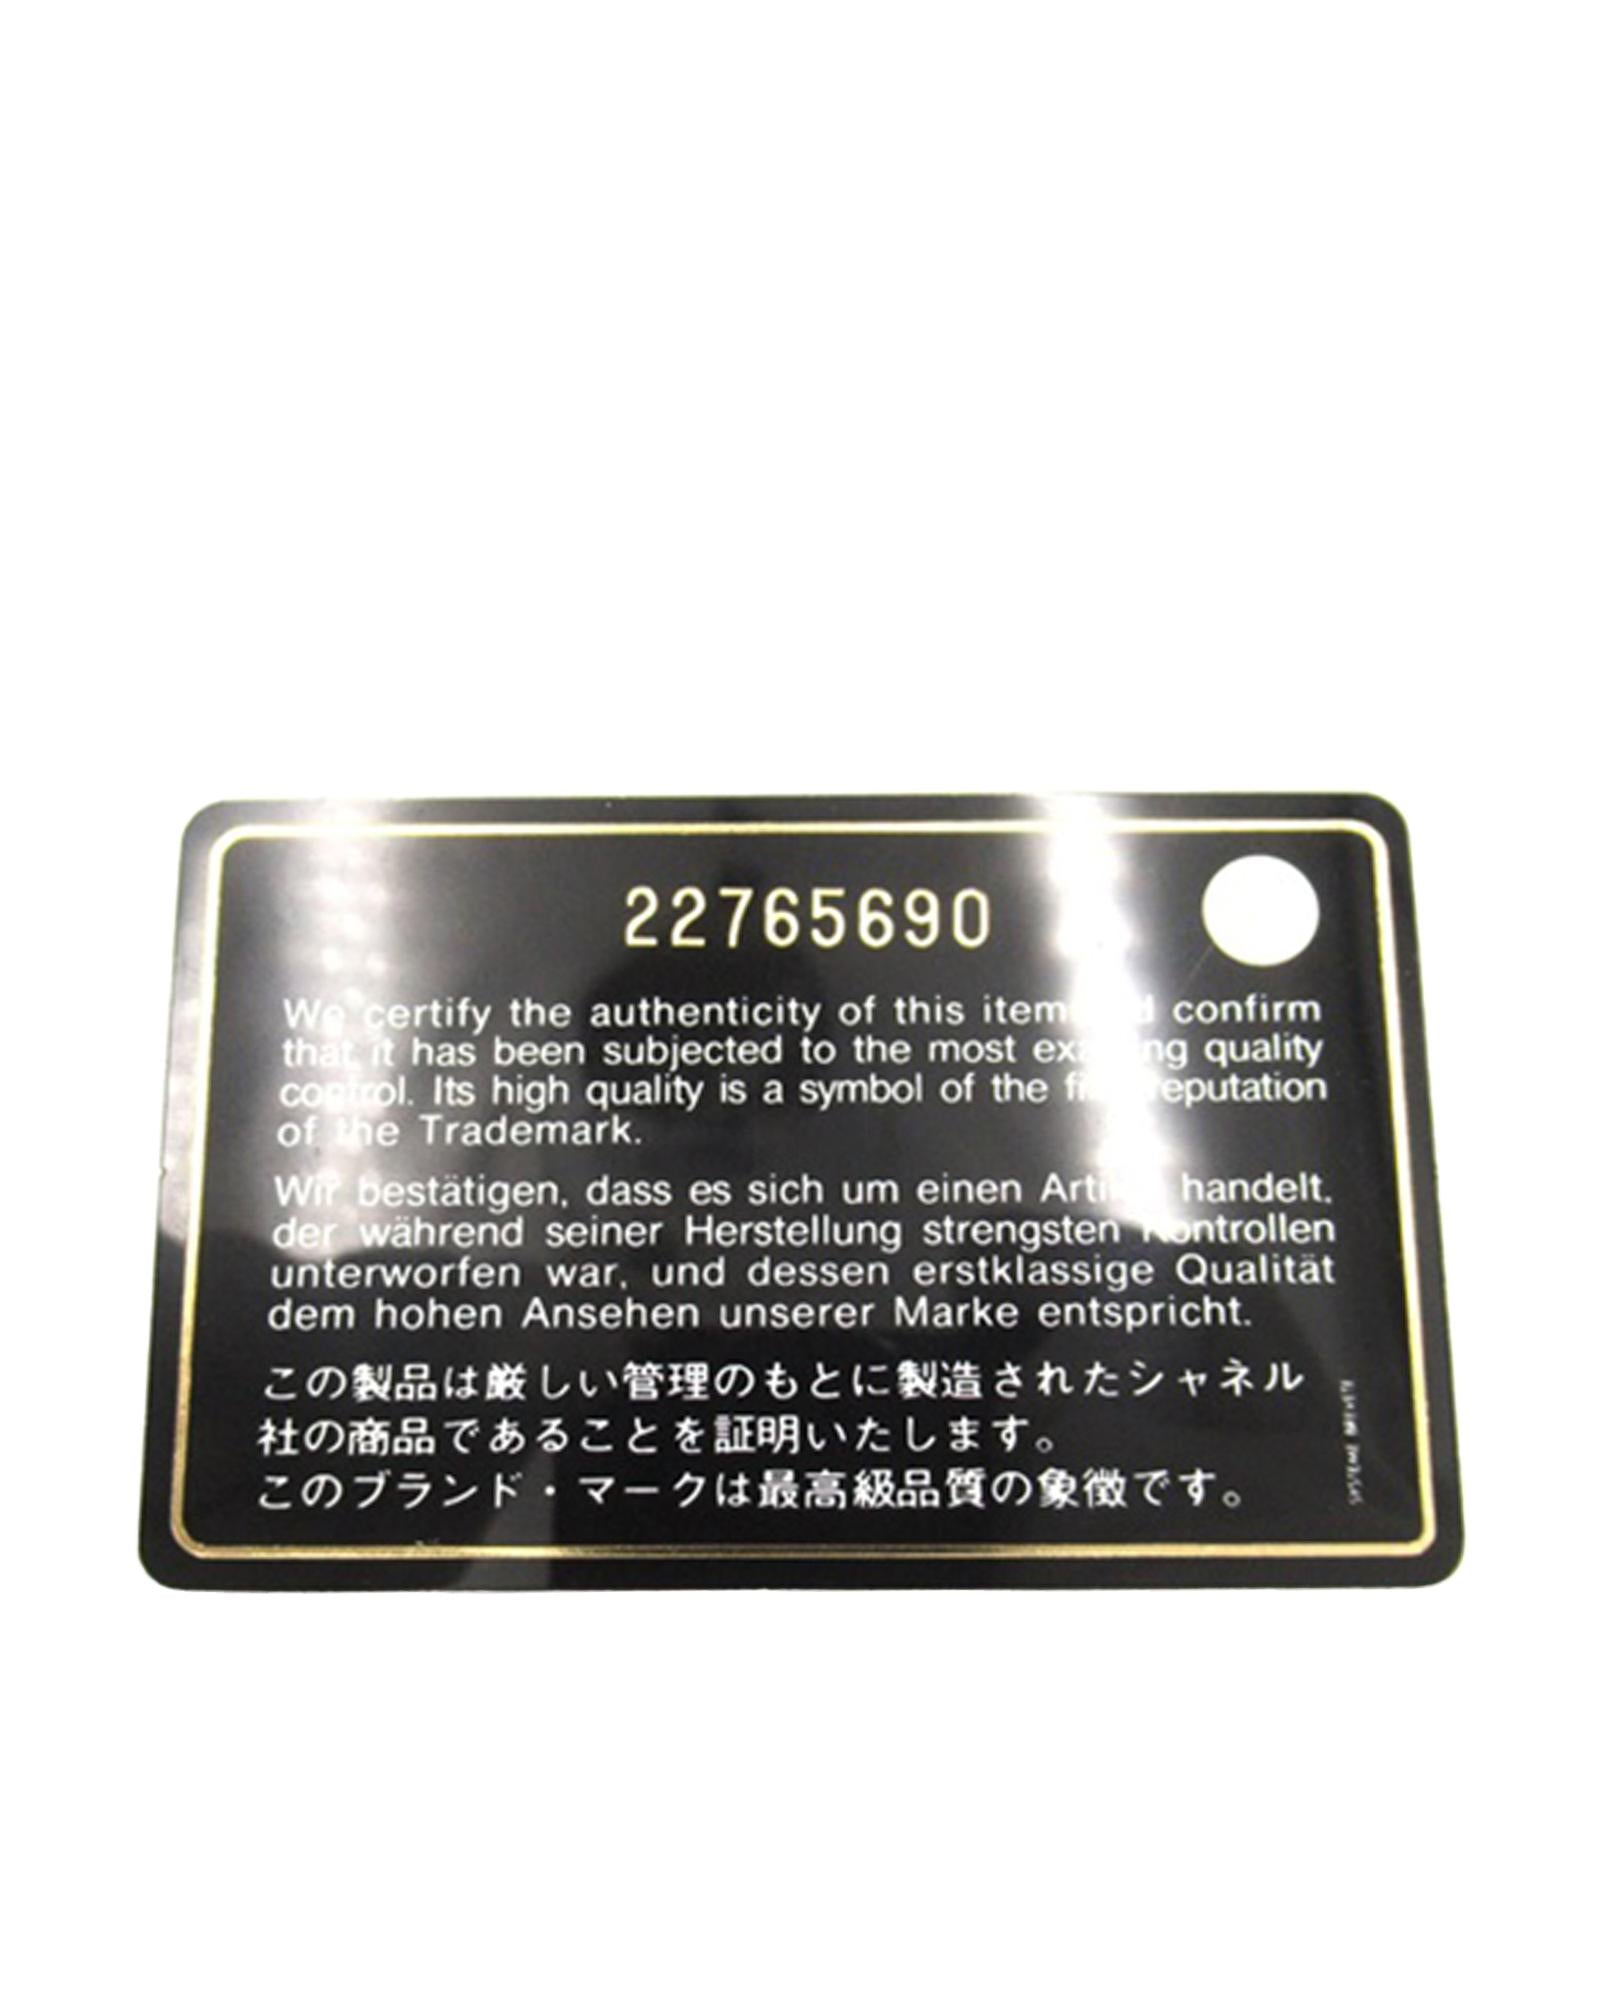 22765690
We certify the authenticity of this item confirm
that it has been subjected to the most quality
control. Its high quality is a symbol of the reputation
of the Trademark.
Wir bestätigen, dass es sich um einen handelt,
der während seiner Herstellung strengsten Kontrollen
unterworfen war, und dessen erstklassige Qualität
dem hohen Ansehen unserer Marke entspricht.
この製品は厳しい管理のもとに製造されたシャネル
社の商品であることを証明いたします。
このブランド・マークは最高級品質の象徴です。
SYSTEME BREVETE